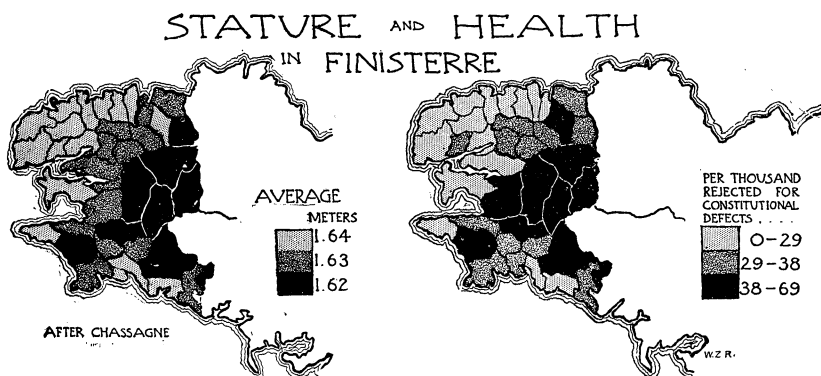 STATURE AND HEALTH
IN FINISTERRE
AVERAGE
METERS
1.64
1.63
1.62
AFTER CHASSAGNE
PER THOUSAND
REJECTED FOR
CONSTITUTIONAL
DEFECTS . . . .
0-29
29-38
38-69
W.Z.R.